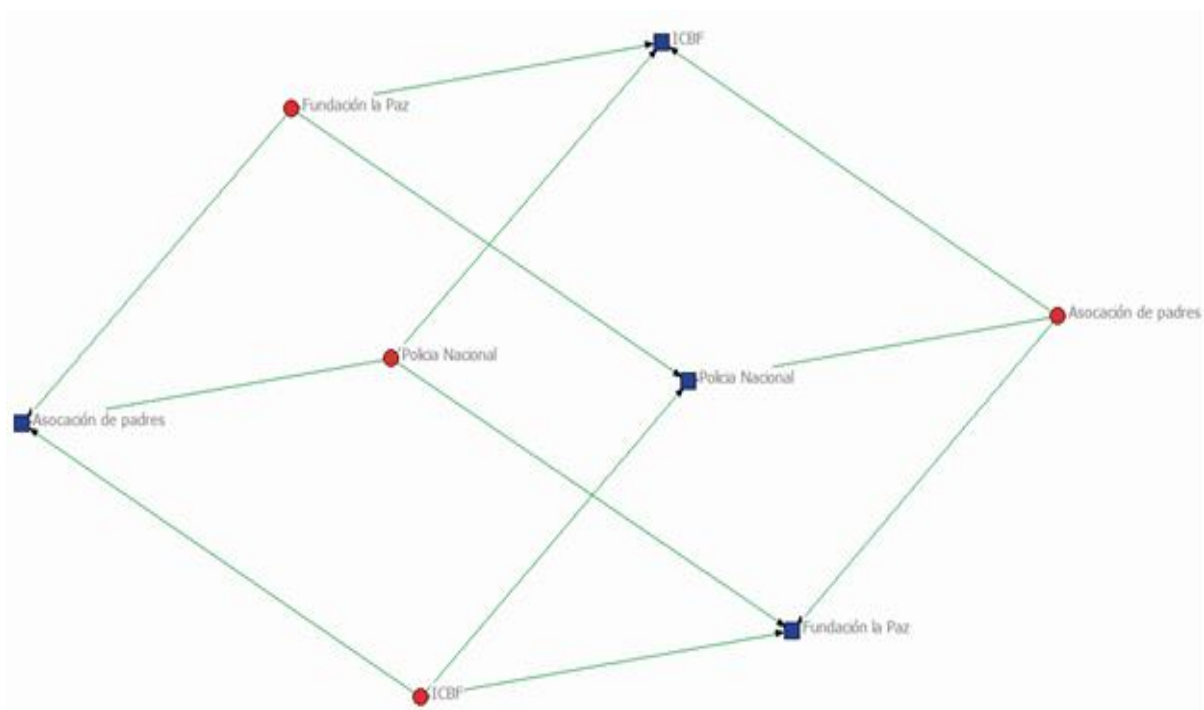 ICBF
Fundación la Paz
Asocación de padres
Policia Nacional
Policia Nacional
Asocación de padres
Fundación la Paz
ICBF